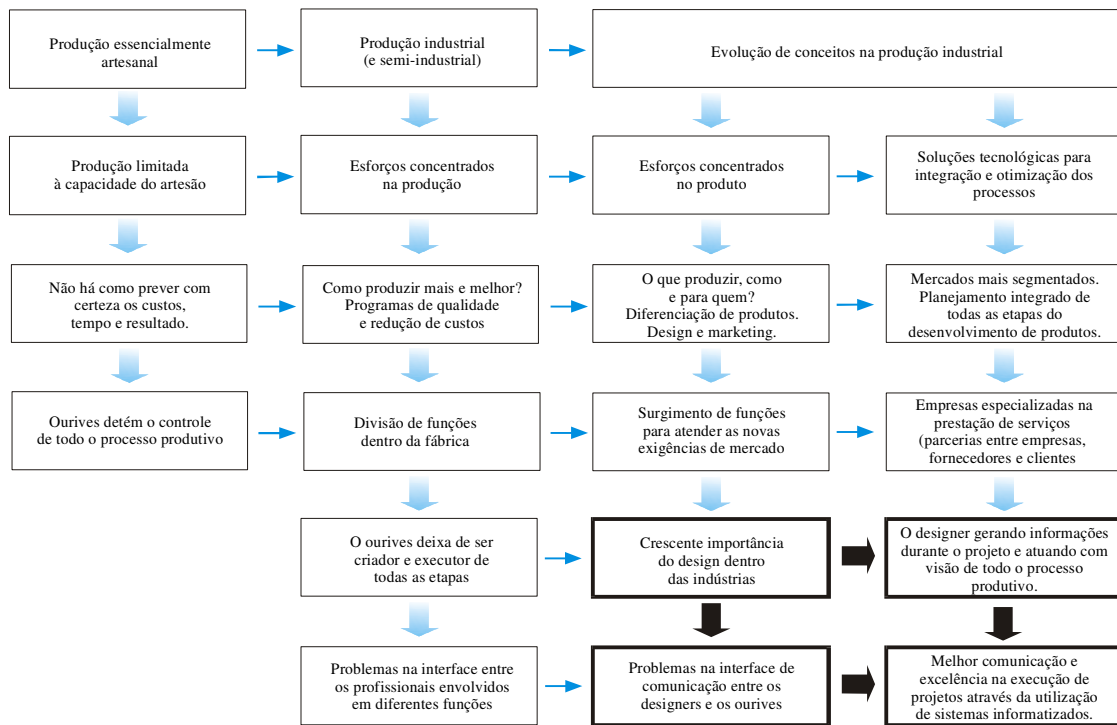 Produção essencialmente
artesanal
Produção industrial
(e semi-industrial)
Evolução de conceitos na produção industrial
Produção limitada
à capacidade do artesão
Esforços concentrados
na produção
Esforços concentrados
no produto
Soluções tecnológicas para
integração e otimização dos
processos
Não há como prever com
certeza os custos,
tempo e resultado.
Como produzir mais e melhor?
Programas de qualidade
e redução de custos
O que produzir, como
e para quem?
Diferenciação de produtos.
Design e marketing.
Mercados mais segmentados.
Planejamento integrado de
todas as etapas do
desenvolvimento de produtos.
Ourives detém o controle
de todo o processo produtivo
Divisão de funções
dentro da fábrica
Surgimento de funções
para atender as novas
exigências de mercado
Empresas especializadas na
prestação de serviços
(parcerias entre empresas,
fornecedores e clientes
O ourives deixa de ser
criador e executor de
todas as etapas
Crescente importância
do design dentro
das indústrias
O designer gerando informações
durante o projeto e atuando com
visão de todo o processo
produtivo.
Problemas na interface entre
os profissionais envolvidos
em diferentes funções
Problemas na interface de
comunicação entre os
designers e os ourives
Melhor comunicação e
excelência na execução de
projetos através da utilização
de sistemas informatizados.